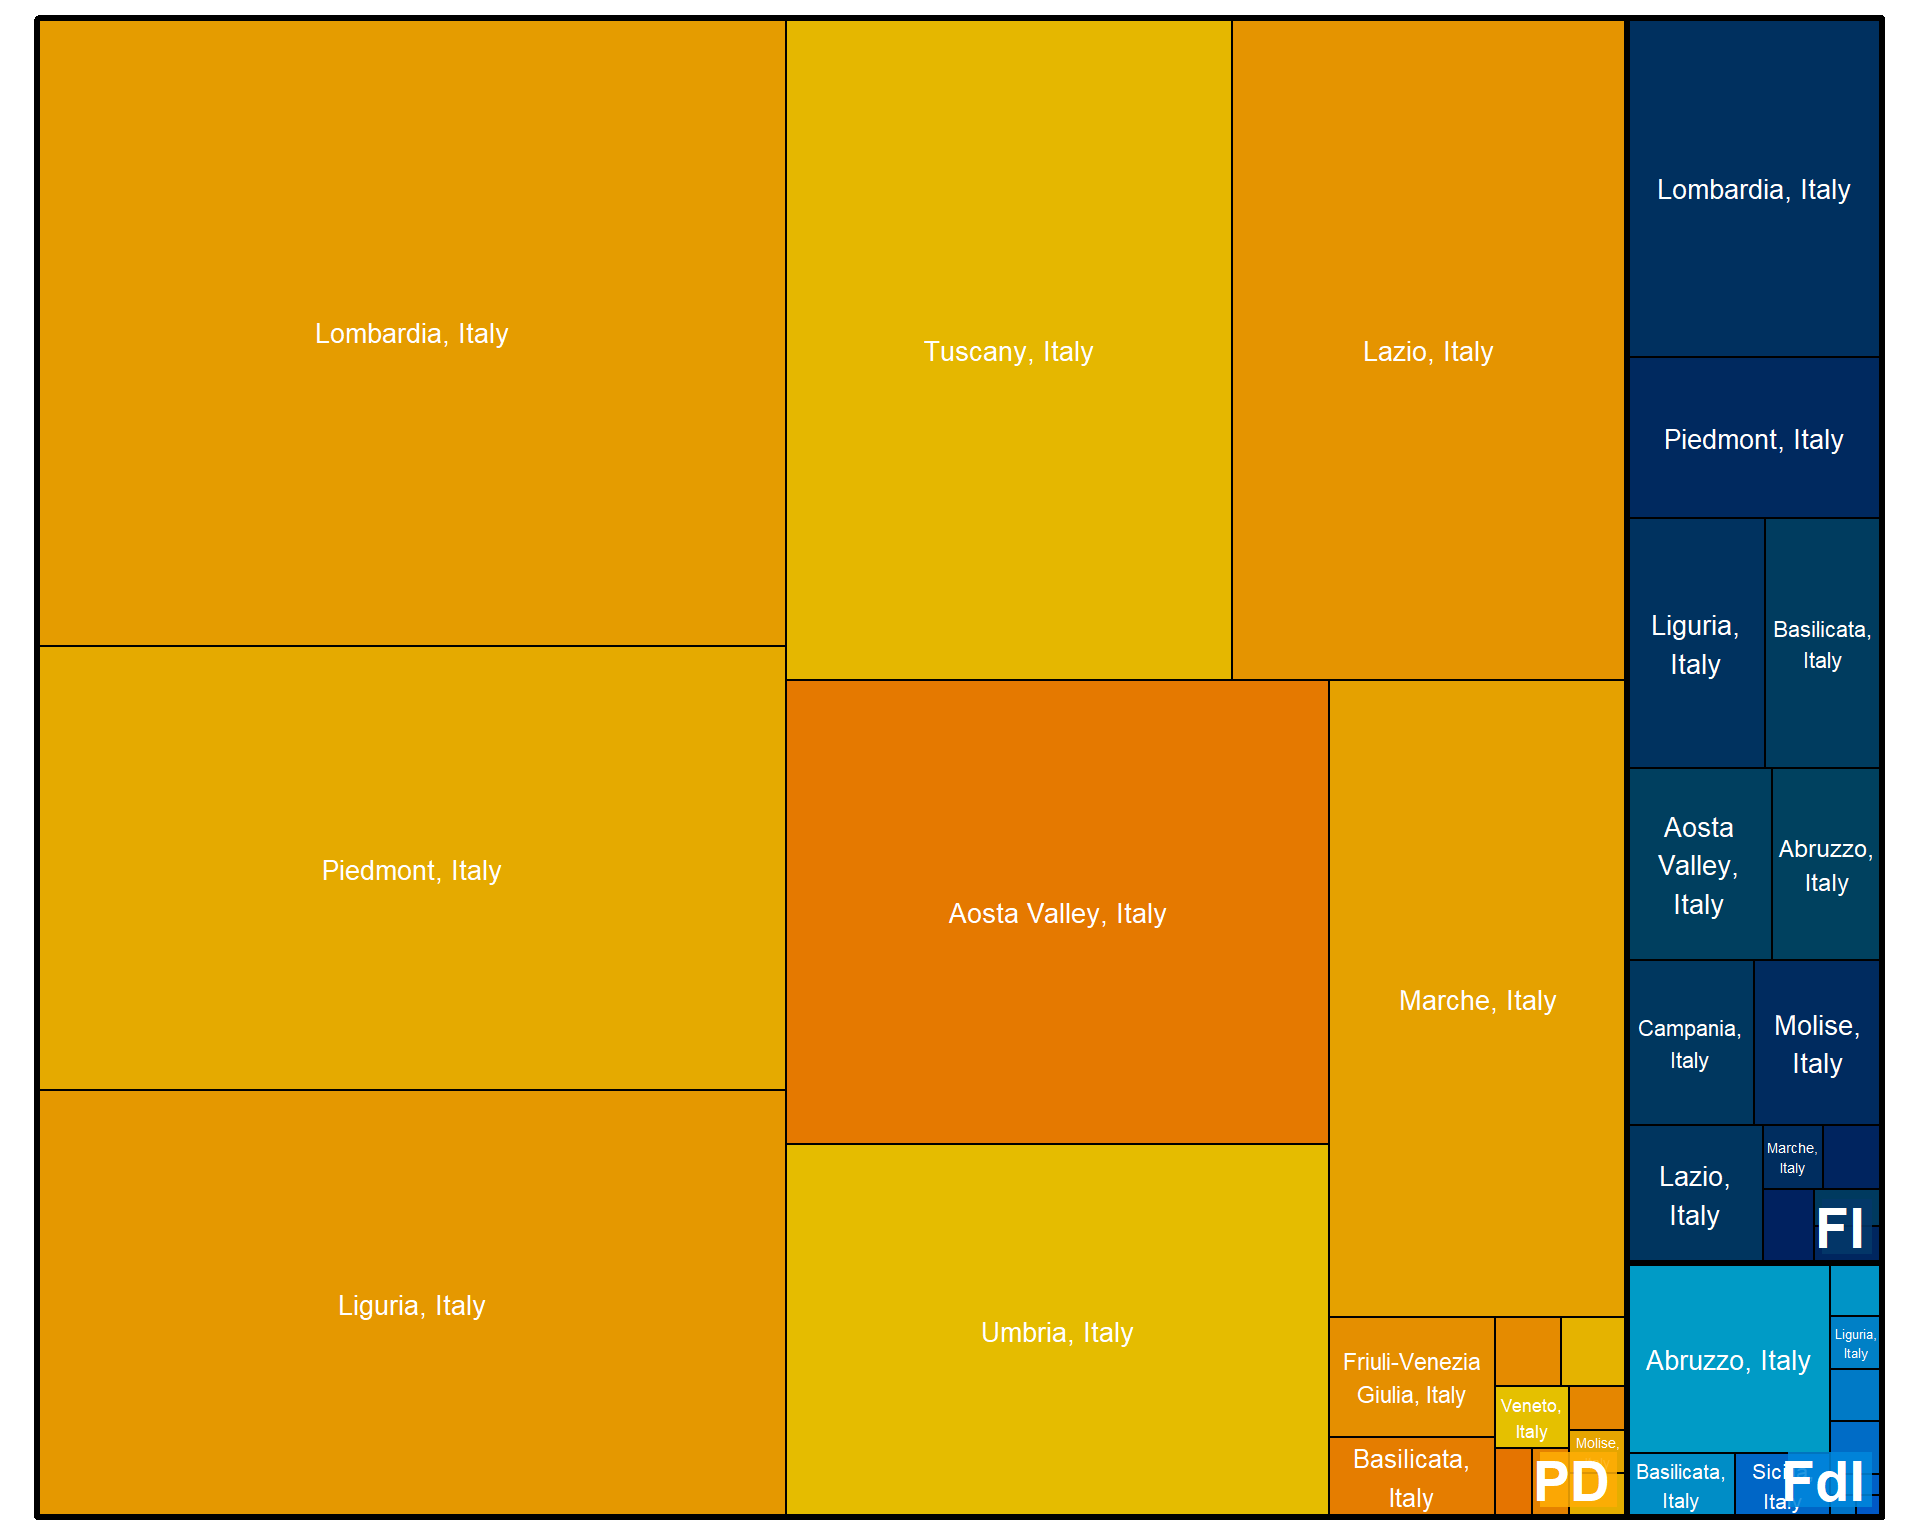 Lombardia, Italy
Tuscany, Italy
Lazio, Italy
Piedmont, Italy
Aosta Valley, Italy
Marche, Italy
Liguria, Italy
Umbria, Italy
Friuli-Venezia
Giulia, Italy
Veneto,
Italy
Basilicata,
Italy
Molise,
PD
Lombardia, Italy
Piedmont, Italy
Liguria,
Italy
Basilicata,
Italy
Aosta
Valley,
Italy
Abruzzo,
Italy
Campania,
Italy
Molise,
Italy
Lazio,
Italy
Marche,
Italy
FI
Abruzzo, Italy
Liguria,
Italy
Basilicata,
Italy
Sicilia,
Italy
FdI